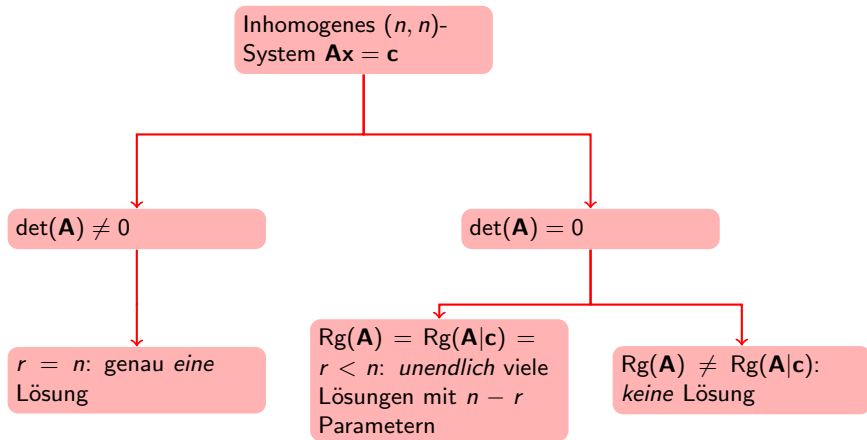 Inhomogenes (n, n)-
System Ax = c
det(A) ≠ 0
det(A) = 0
r = n: genau eine
Lösung
Rg(A) = Rg(A|c) =
r < n: unendlich viele
Lösungen mit n − r
Parametern
Rg(A) ≠ Rg(A|c):
keine Lösung